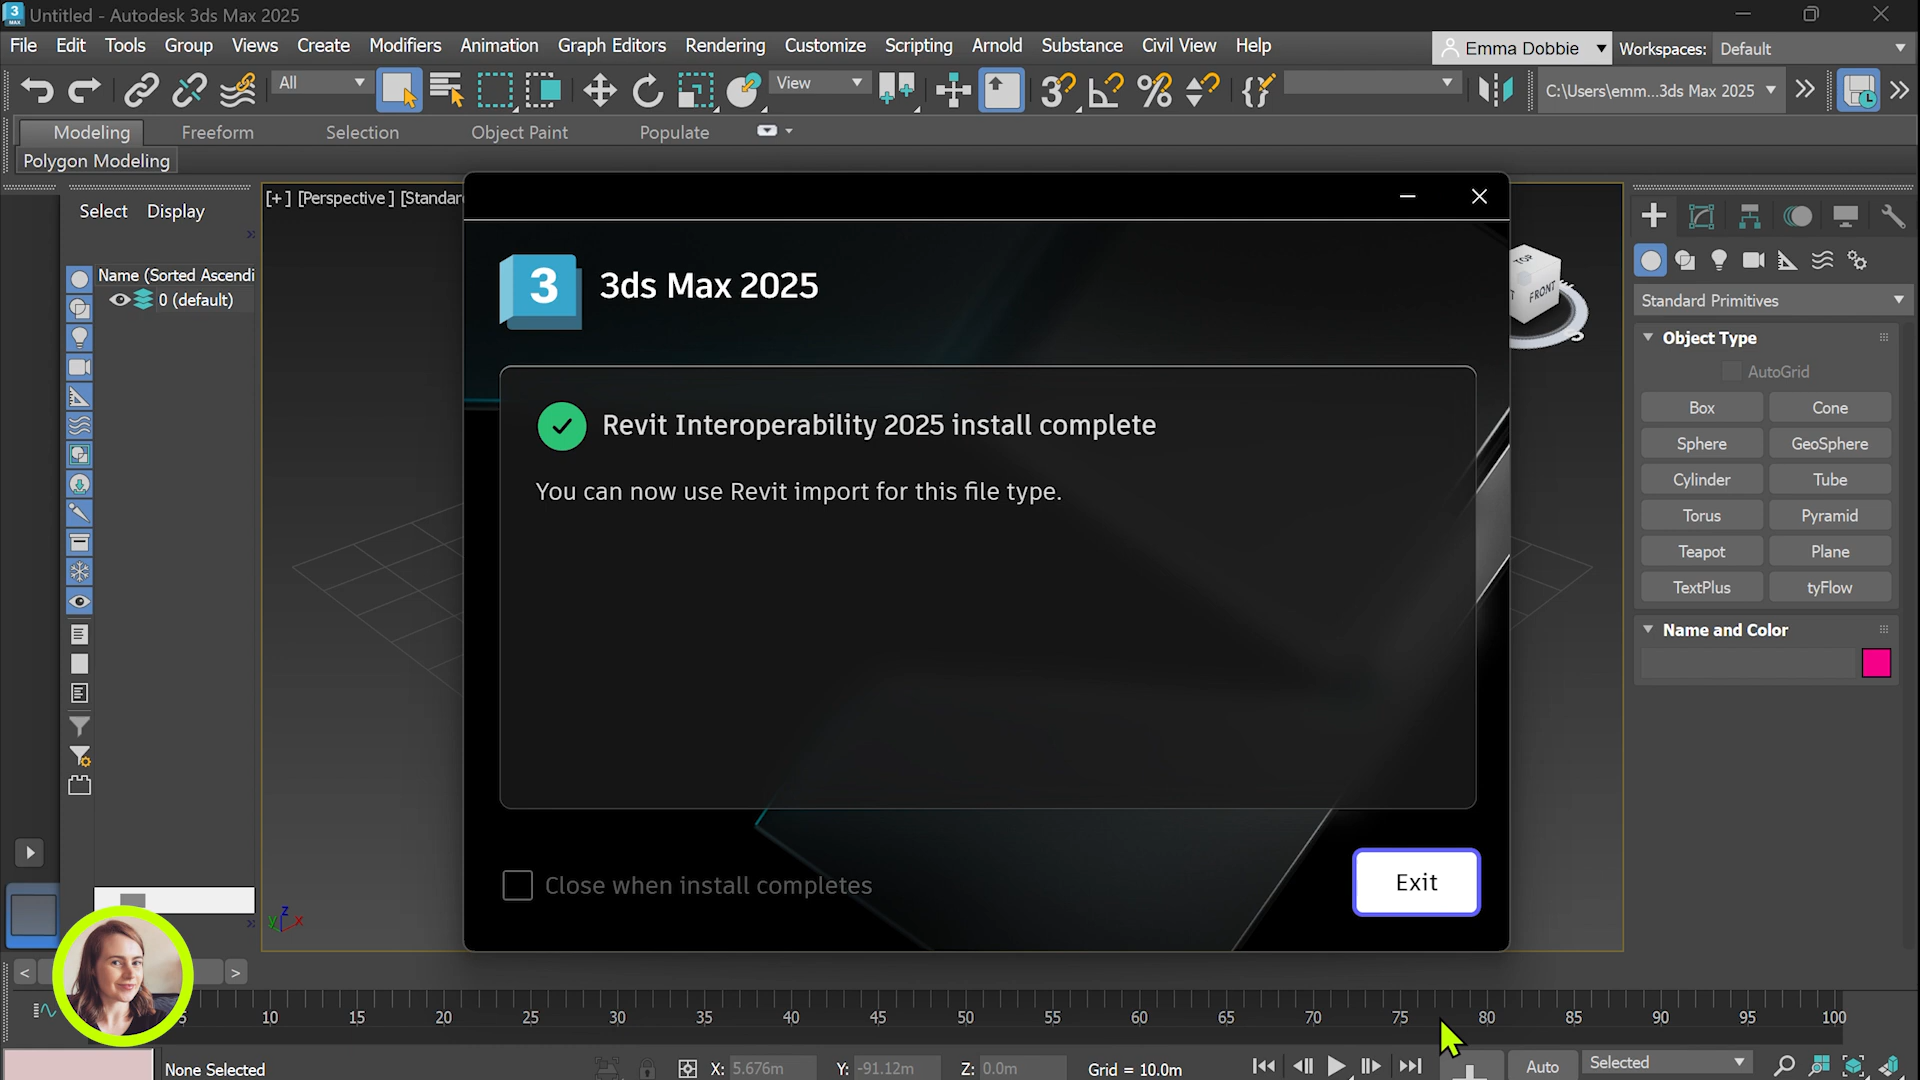 Untitled - Autodesk 3ds Max 2025
File Edit Tools Group Views Create Modifiers Animation Graph Editors Rendering Customize Scripting Arnold Substance Civil View Help
Emma Dobbie Workspaces: Default
All View C:\Users\emm...3ds Max 2025
Modeling Freeform Selection Object Paint Populate
Polygon Modeling
Select Display
[+] [Perspective] [Standar
Name (Sorted Ascendi
0 (default)
TOP
FRONT
3 3ds Max 2025
Revit Interoperability 2025 install complete
You can now use Revit import for this file type.
Close when install completes
Exit
Standard Primitives
Object Type
AutoGrid
Box Cone
Sphere GeoSphere
Cylinder Tube
Torus Pyramid
Teapot Plane
TextPlus tyFlow
Name and Color
z
y x
< >
5 10 15 20 25 30 35 40 45 50 55 60 65 70 75 80 85 90 95 100
None Selected X: 5.676m Y: -91.12m Z: 0.0m Grid = 10.0m Auto Selected